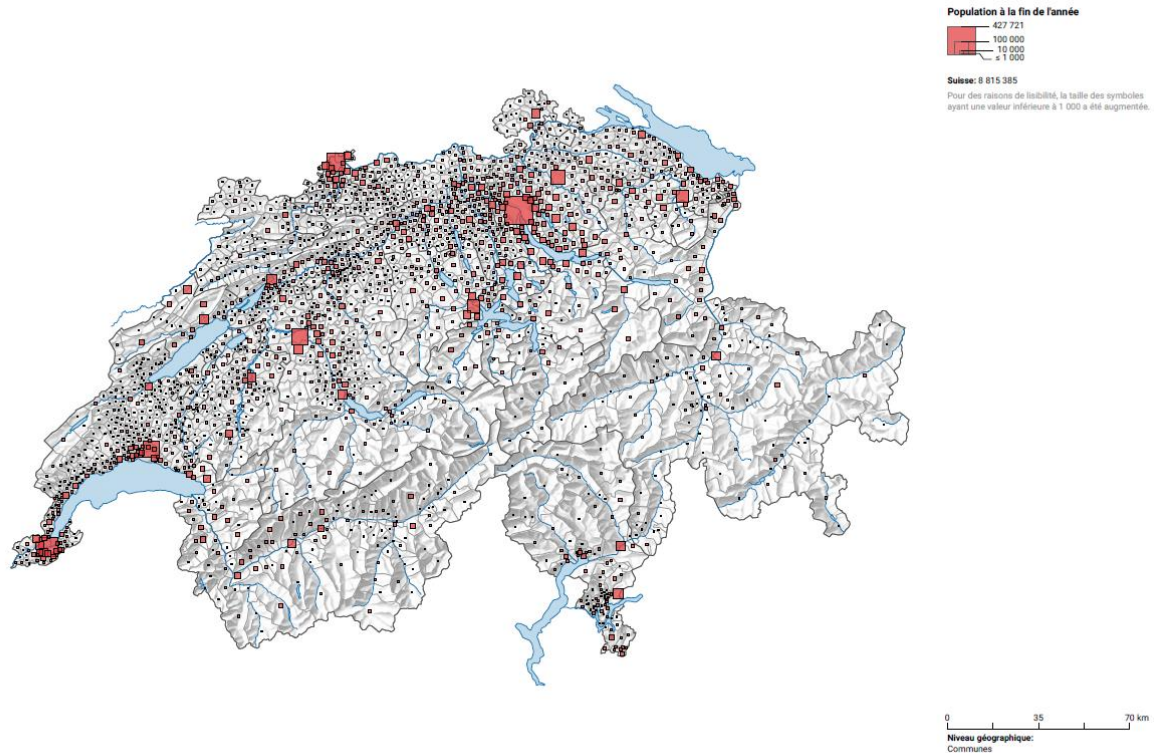 Population à la fin de l'année
427 721
100 000
10 000
≤ 1 000
Suisse: 8 815 385
Pour des raisons de lisibilité, la taille des symboles
ayant une valeur inférieure à 1 000 a été augmentée.
0 35 70 km
Niveau géographique:
Communes